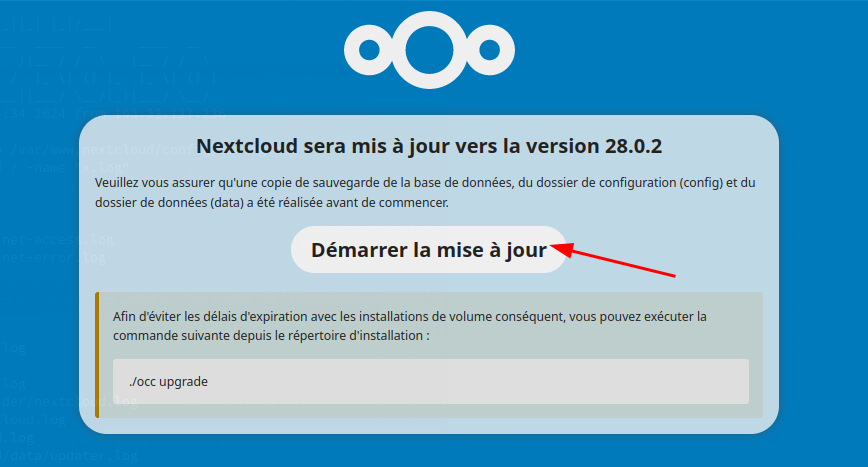 Nextcloud sera mis à jour vers la version 28.0.2
Veuillez vous assurer qu'une copie de sauvegarde de la base de données, du dossier de configuration (config) et du
dossier de données (data) a été réalisée avant de commencer.
Démarrer la mise à jour
Afin d'éviter les délais d'expiration avec les installations de volume conséquent, vous pouvez exécuter la
commande suivante depuis le répertoire d'installation :
./occ upgrade